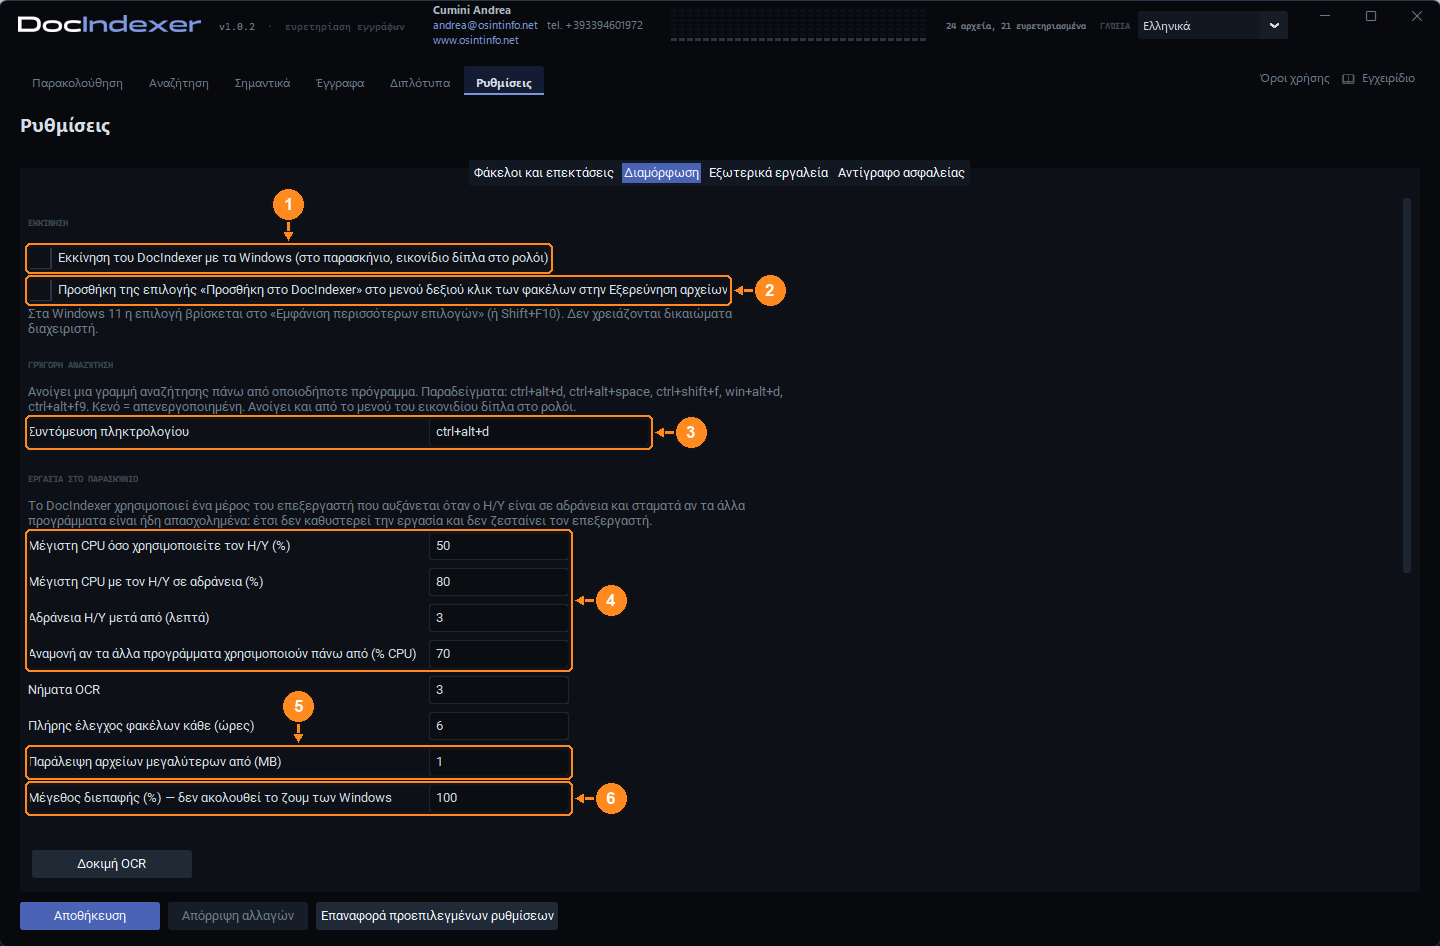 DocIndexer v1.0.2 · ευρετηρίαση εγγράφων
Cumini Andrea
andrea@osintinfo.net tel. +393394601972
www.osintinfo.net
24 αρχεία, 21 ευρετηριασμένα ΓΛΏΣΣΑ Ελληνικά
Παρακολούθηση Αναζήτηση Σημαντικά Έγγραφα Διπλότυπα Ρυθμίσεις
Όροι χρήσης Εγχειρίδιο
Ρυθμίσεις
Φάκελοι και επεκτάσεις Διαμόρφωση Εξωτερικά εργαλεία Αντίγραφο ασφαλείας
1
ΕΚΚΊΝΗΣΗ
Εκκίνηση του DocIndexer με τα Windows (στο παρασκήνιο, εικονίδιο δίπλα στο ρολόι)
Προσθήκη της επιλογής «Προσθήκη στο DocIndexer» στο μενού δεξιού κλικ των φακέλων στην Εξερεύνηση αρχείων
2
Στα Windows 11 η επιλογή βρίσκεται στο «Εμφάνιση περισσότερων επιλογών» (ή Shift+F10). Δεν χρειάζονται δικαιώματα
διαχειριστή.
ΓΡΉΓΟΡΗ ΑΝΑΖΉΤΗΣΗ
Ανοίγει μια γραμμή αναζήτησης πάνω από οποιοδήποτε πρόγραμμα. Παραδείγματα: ctrl+alt+d, ctrl+alt+space, ctrl+shift+f, win+alt+d,
ctrl+alt+f9. Κενό = απενεργοποιημένη. Ανοίγει και από το μενού του εικονιδίου δίπλα στο ρολόι.
Συντόμευση πληκτρολογίου ctrl+alt+d
3
ΕΡΓΑΣΊΑ ΣΤΟ ΠΑΡΑΣΚΉΝΙΟ
Το DocIndexer χρησιμοποιεί ένα μέρος του επεξεργαστή που αυξάνεται όταν ο Η/Υ είναι σε αδράνεια και σταματά αν τα άλλα
προγράμματα είναι ήδη απασχολημένα: έτσι δεν καθυστερεί την εργασία και δεν ζεσταίνει τον επεξεργαστή.
Μέγιστη CPU όσο χρησιμοποιείτε τον Η/Υ (%) 50
Μέγιστη CPU με τον Η/Υ σε αδράνεια (%) 80
4
Αδράνεια Η/Υ μετά από (λεπτά) 3
Αναμονή αν τα άλλα προγράμματα χρησιμοποιούν πάνω από (% CPU) 70
Νήματα OCR 3
5
Πλήρης έλεγχος φακέλων κάθε (ώρες) 6
Παράλειψη αρχείων μεγαλύτερων από (MB) 1
Μέγεθος διεπαφής (%) — δεν ακολουθεί το ζουμ των Windows 100
6
Δοκιμή OCR
Αποθήκευση Απόρριψη αλλαγών Επαναφορά προεπιλεγμένων ρυθμίσεων